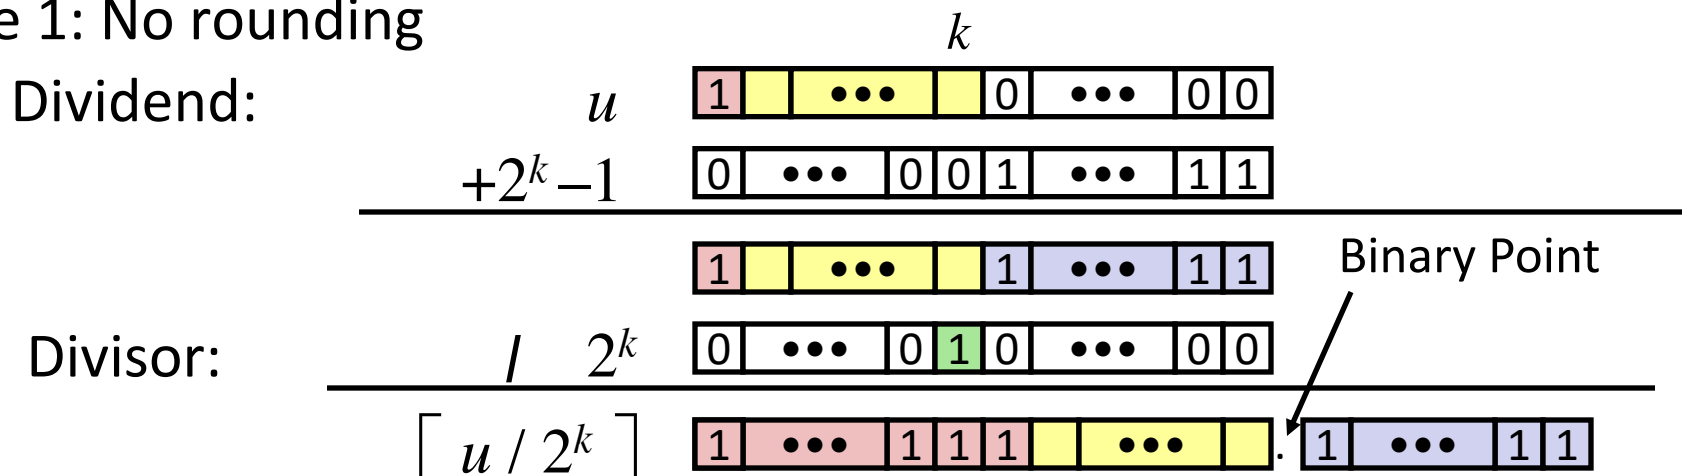 e 1: No rounding
k
Dividend: u 1 ••• 0 ••• 0 0
+2^k –1 0 ••• 0 0 1 ••• 1 1
1 ••• 1 ••• 1 1
Binary Point
Divisor: / 2^k 0 ••• 0 1 0 ••• 0 0
⌈ u / 2^k ⌉ 1 ••• 1 1 1 ••• . 1 ••• 1 1